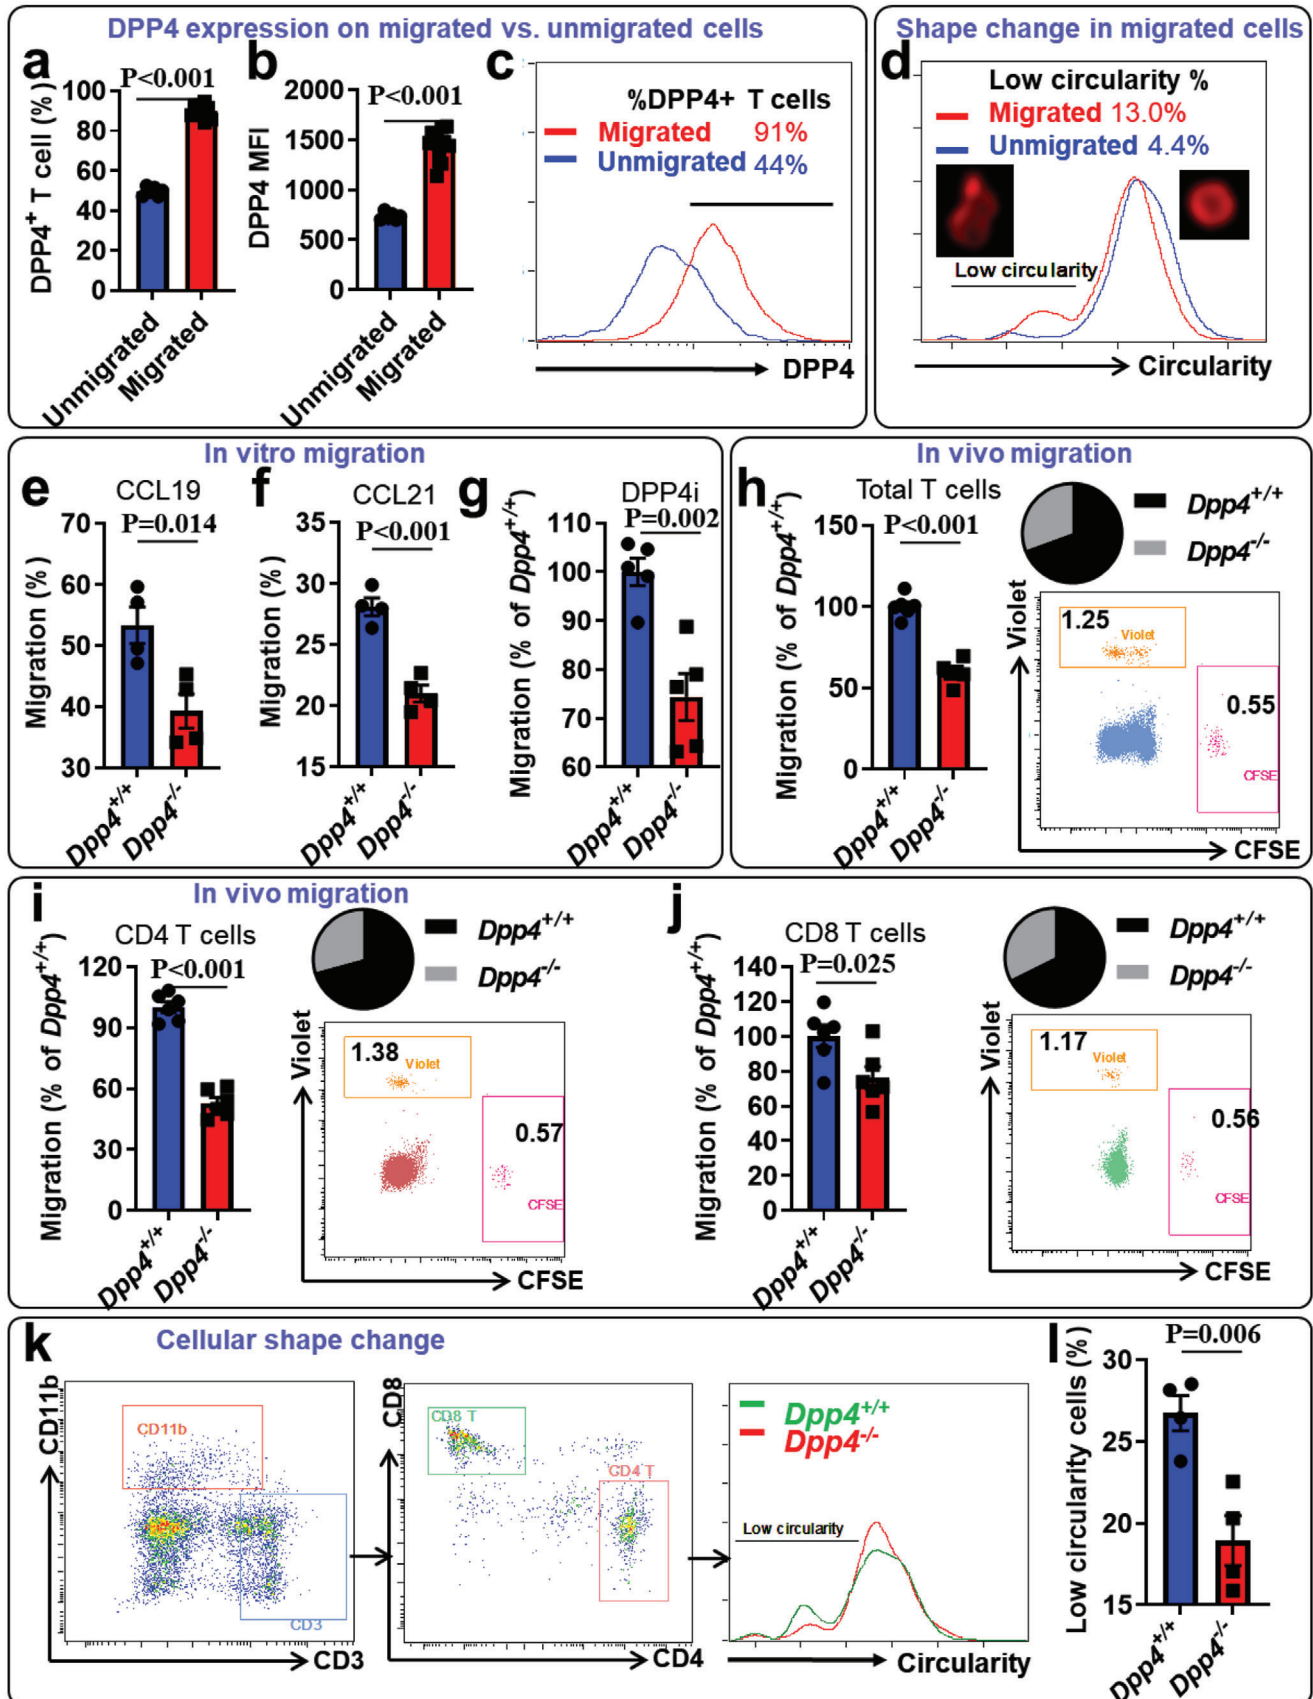 DPP4 expression on migrated vs. unmigrated cells
a
P<0.001
DPP4⁺ T cell (%)
100
80
60
40
20
0
Unmigrated
Migrated
b
P<0.001
DPP4 MFI
2000
1500
1000
500
0
Unmigrated
Migrated
c
%DPP4+ T cells
Migrated 91%
Unmigrated 44%
DPP4
Shape change in migrated cells
d
Low circularity %
Migrated 13.0%
Unmigrated 4.4%
Low circularity
Circularity
In vitro migration
e
CCL19
P=0.014
Migration (%)
70
60
50
40
30
Dpp4⁺/⁺
Dpp4⁻/⁻
f
CCL21
P<0.001
Migration (%)
35
30
25
20
15
Dpp4⁺/⁺
Dpp4⁻/⁻
g
DPP4i
P=0.002
Migration (% of Dpp4⁺/⁺)
110
100
90
80
70
60
Dpp4⁺/⁺
Dpp4⁻/⁻
In vivo migration
h
Total T cells
P<0.001
Migration (% of Dpp4⁺/⁺)
150
100
50
0
Dpp4⁺/⁺
Dpp4⁻/⁻
Dpp4⁺/⁺
Dpp4⁻/⁻
Violet
1.25
Violet
0.55
CFSE
CFSE
In vivo migration
i
CD4 T cells
P<0.001
Migration (% of Dpp4⁺/⁺)
120
90
60
30
0
Dpp4⁺/⁺
Dpp4⁻/⁻
Dpp4⁺/⁺
Dpp4⁻/⁻
Violet
1.38
Violet
0.57
CFSE
CFSE
j
CD8 T cells
P=0.025
Migration (% of Dpp4⁺/⁺)
140
120
100
80
60
40
20
0
Dpp4⁺/⁺
Dpp4⁻/⁻
Dpp4⁺/⁺
Dpp4⁻/⁻
Violet
1.17
Violet
0.56
CFSE
CFSE
k
Cellular shape change
CD11b
CD11b
CD3
CD3
CD8
CD8 T
CD4 T
CD4
Dpp4⁺/⁺
Dpp4⁻/⁻
Low circularity
Circularity
l
P=0.006
Low circularity cells (%)
30
25
20
15
Dpp4⁺/⁺
Dpp4⁻/⁻